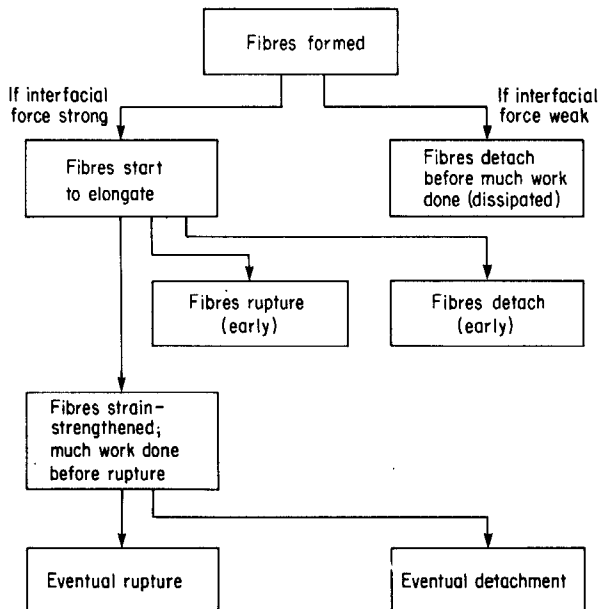 Fibres formed
If interfacial
force strong
If interfacial
force weak
Fibres start
to elongate
Fibres detach
before much work
done (dissipated)
Fibres rupture
(early)
Fibres detach
(early)
Fibres strain-
strengthened;
much work done
before rupture
Eventual rupture
Eventual detachment